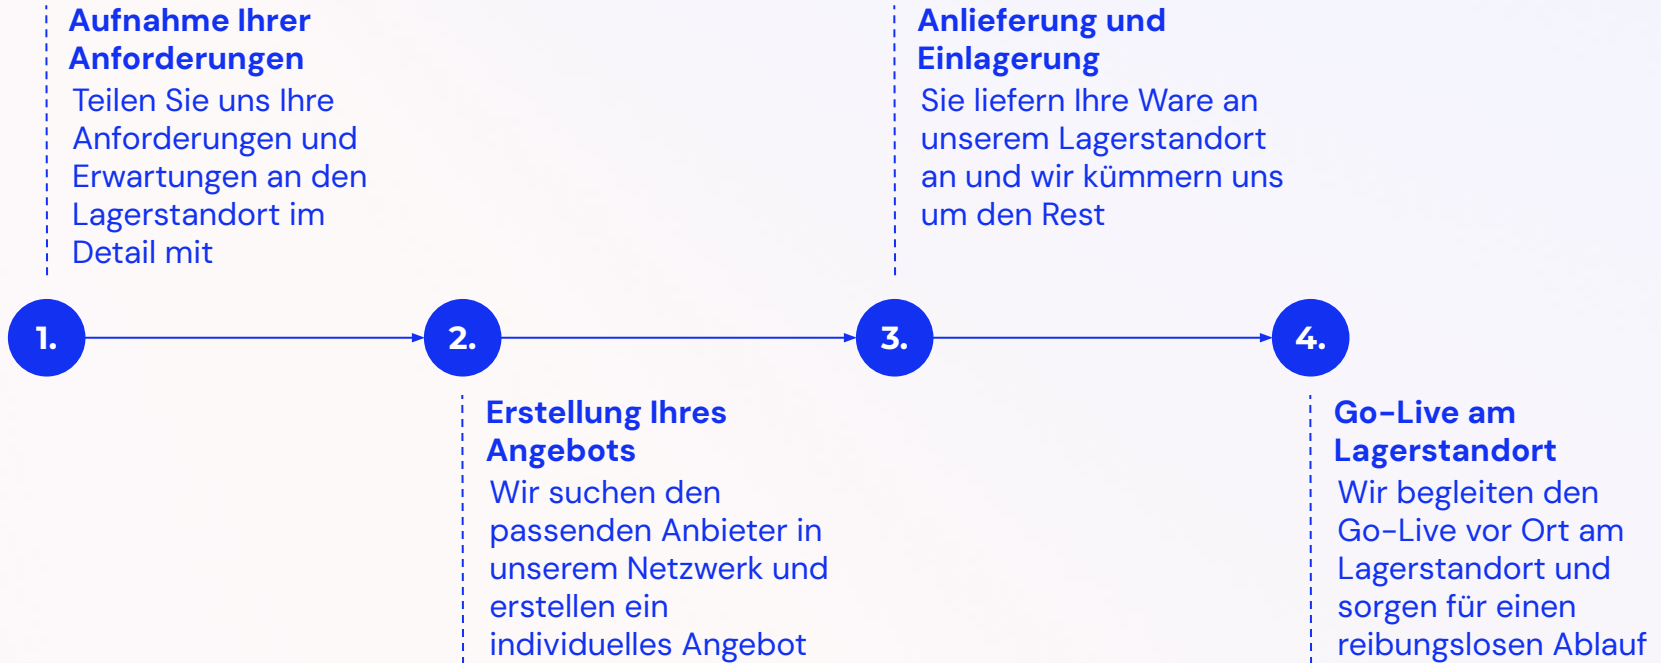 Aufnahme Ihrer
Anforderungen
Teilen Sie uns Ihre
Anforderungen und
Erwartungen an den
Lagerstandort im
Detail mit
Anlieferung und
Einlagerung
Sie liefern Ihre Ware an
unserem Lagerstandort
an und wir kümmern uns
um den Rest
1.
2.
3.
4.
Erstellung Ihres
Angebots
Wir suchen den
passenden Anbieter in
unserem Netzwerk und
erstellen ein
individuelles Angebot
Go-Live am
Lagerstandort
Wir begleiten den
Go-Live vor Ort am
Lagerstandort und
sorgen für einen
reibungslosen Ablauf